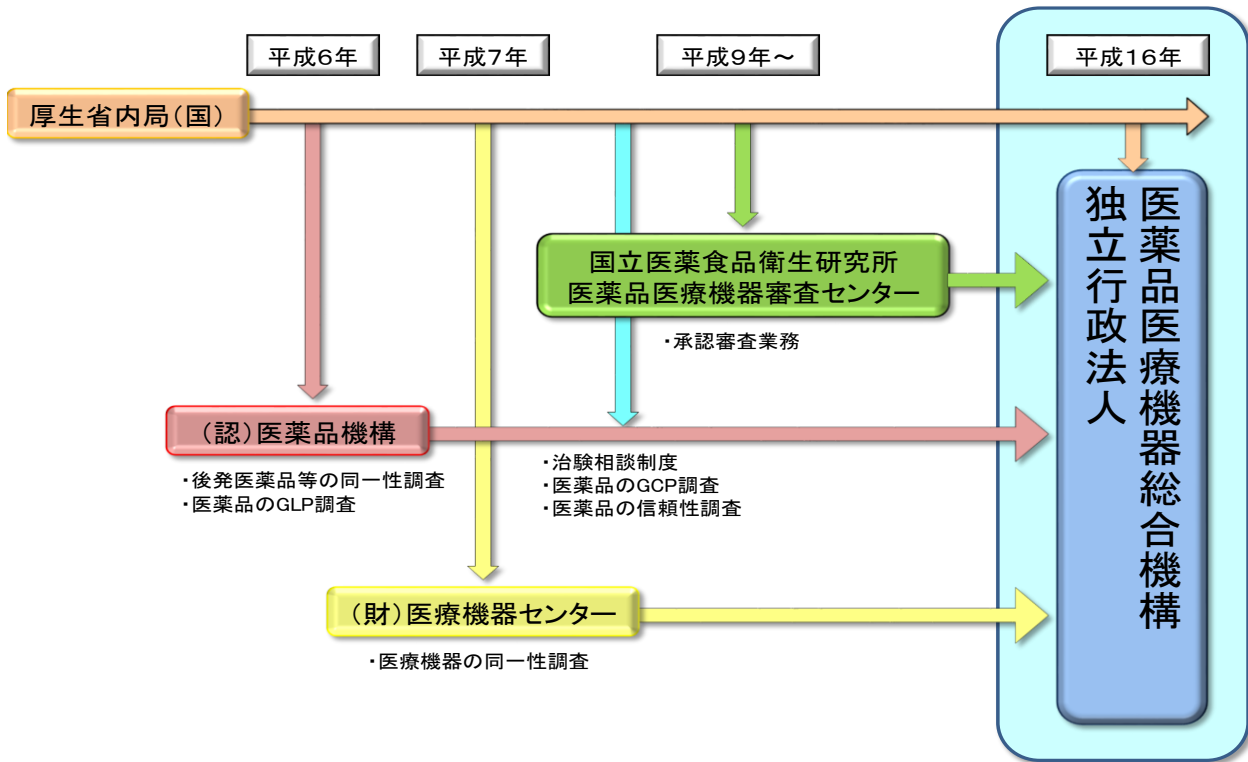 平成6年
平成7年
平成9年～
平成16年
厚生省内局(国)
国立医薬食品衛生研究所
医薬品医療機器審査センター
・承認審査業務
(認)医薬品機構
・後発医薬品等の同一性調査
・医薬品のGLP調査
・治験相談制度
・医薬品のGCP調査
・医薬品の信頼性調査
(財)医療機器センター
・医療機器の同一性調査
医薬品医療機器総合機構
独立行政法人